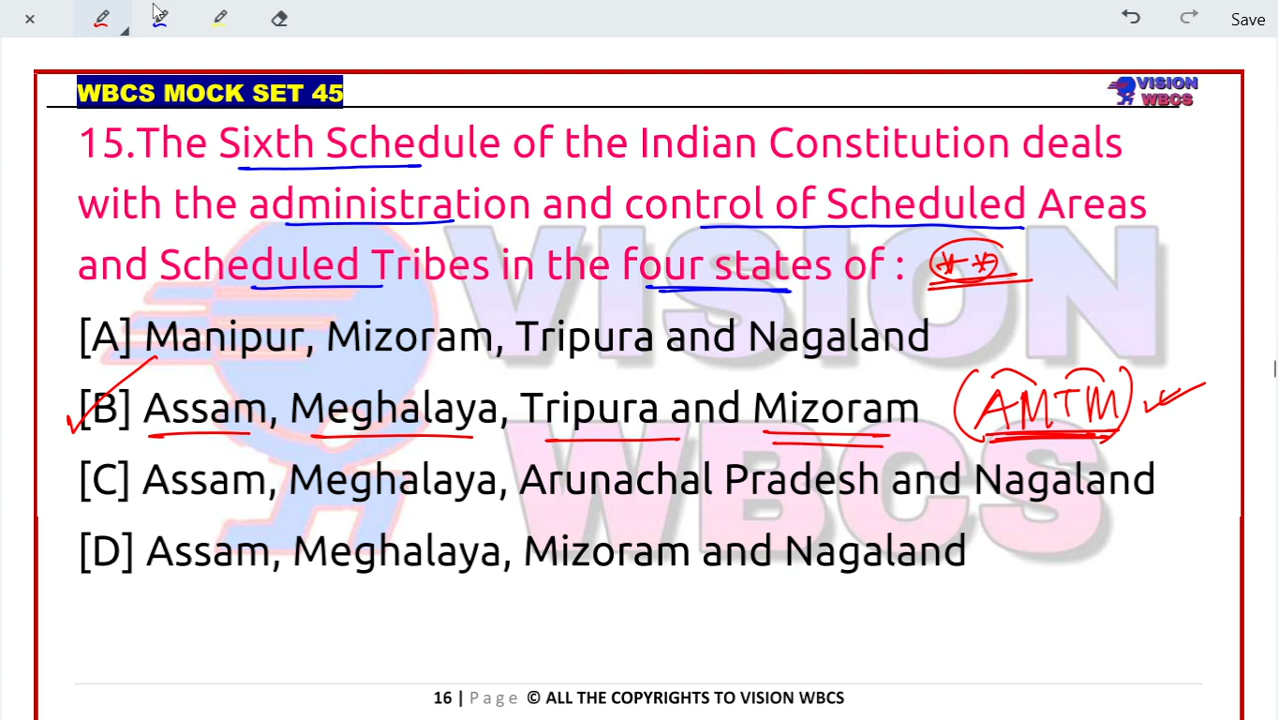 Save
WBCS MOCK SET 45
VISION
WBCS
15.The Sixth Schedule of the Indian Constitution deals
with the administration and control of Scheduled Areas
and Scheduled Tribes in the four states of : **
[A] Manipur, Mizoram, Tripura and Nagaland
[B] Assam, Meghalaya, Tripura and Mizoram (AMTM)
[C] Assam, Meghalaya, Arunachal Pradesh and Nagaland
[D] Assam, Meghalaya, Mizoram and Nagaland
VISION
WBCS
16 | Page © ALL THE COPYRIGHTS TO VISION WBCS